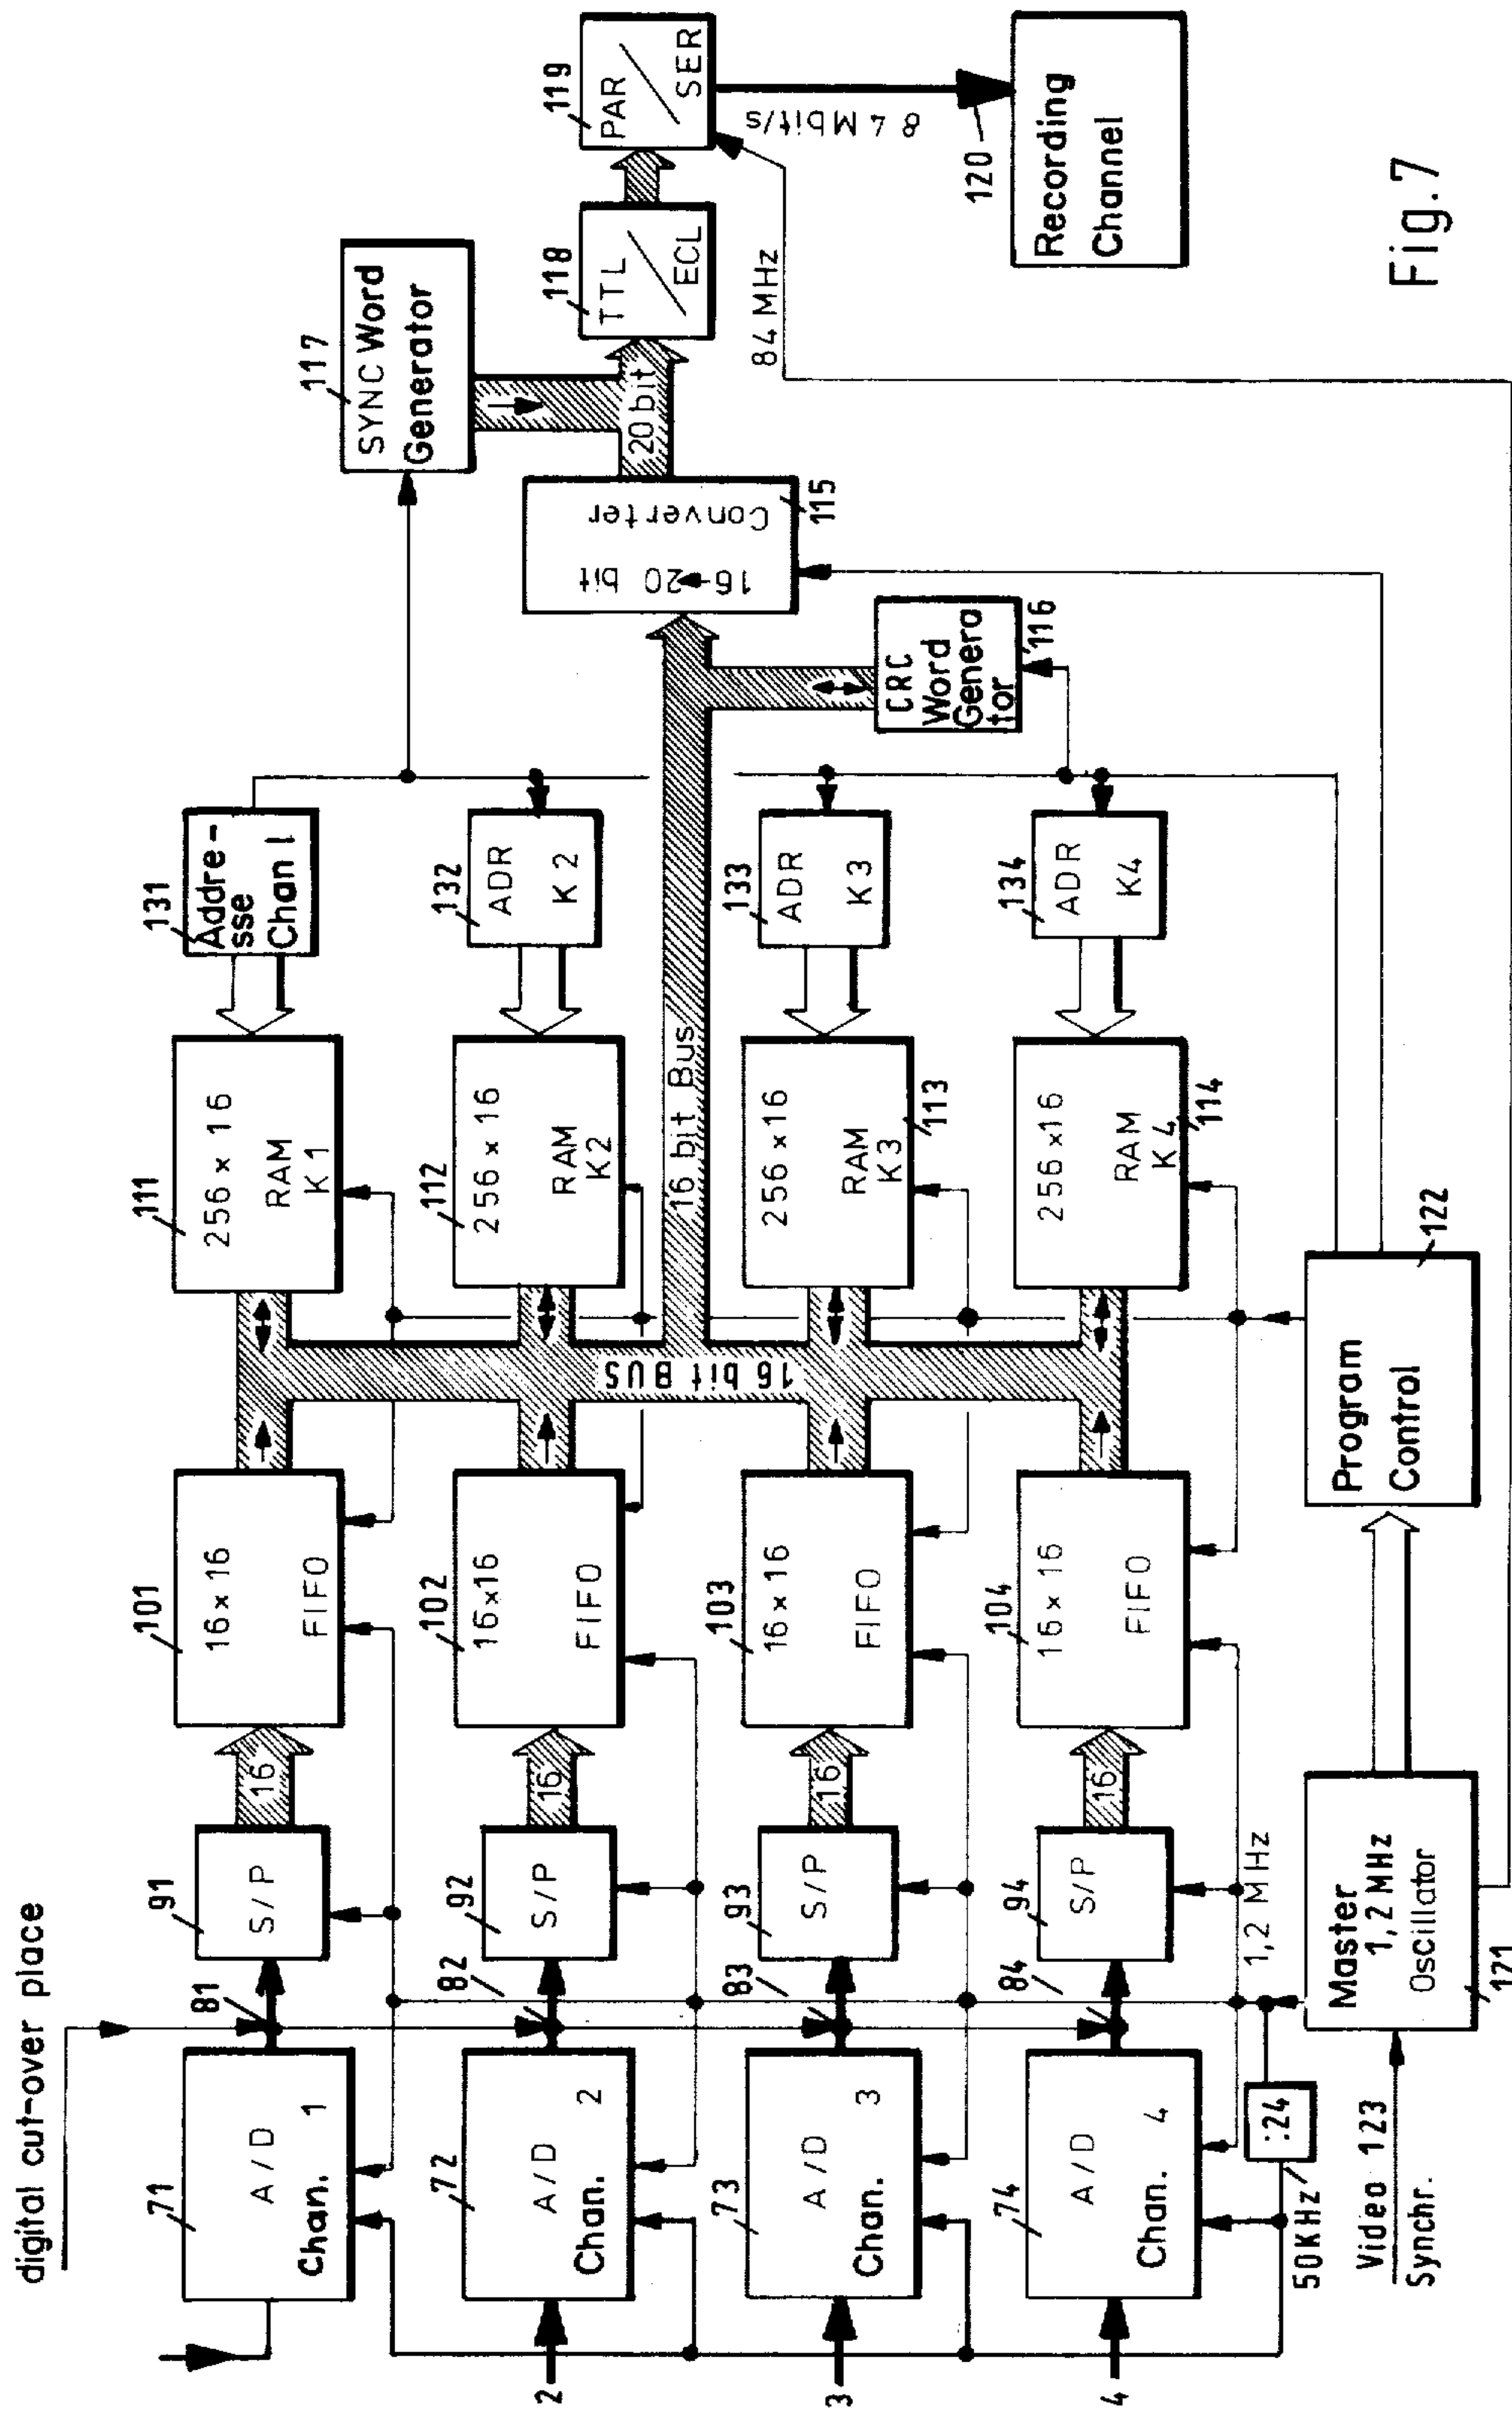 digital cut-over place
71
A/D
Chan. 1
81
91
S/P
16
101
16×16
FIFO
111
256×16
RAM
K1
131
Addre-
sse
Chan 1
117
SYNC Word
Generator
2
72
A/D
Chan. 2
82
92
S/P
16
102
16×16
FIFO
112
256×16
RAM
K2
132
ADR
K2
16 bit BUS
16 bit Bus
16→20 bit
Converter
115
20 bit
118
TTL
/ECL
119
PAR
/SER
84 Mbit/s
120
84 MHz
Recording
Channel
3
73
A/D
Chan. 3
83
93
S/P
16
103
16×16
FIFO
113
256×16
RAM
K3
133
ADR
K3
CRC
Word
Genera
tor
116
4
74
A/D
Chan. 4
84
94
S/P
16
104
16×16
FIFO
114
256×16
RAM
K4
134
ADR
K4
:24
50KHz
1,2 MHz
Video 123
Synchr.
Master
1,2MHz
Oscillator
121
Program
Control
122
Fig.7